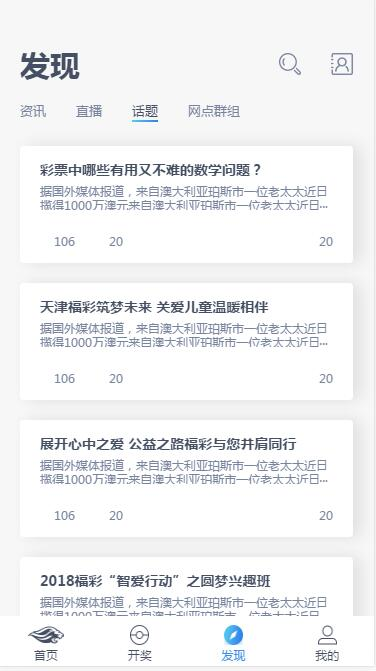 发现
资讯 直播 话题 网点群组
彩票中哪些有用又不难的数学问题？
据国外媒体报道，来自澳大利亚珀斯市一位老太太近日
揽得1000万澳元来自澳大利亚珀斯市一位老太太近日...
106 20 20
天津福彩筑梦未来 关爱儿童温暖相伴
据国外媒体报道，来自澳大利亚珀斯市一位老太太近日
揽得1000万澳元来自澳大利亚珀斯市一位老太太近日...
106 20 20
展开心中之爱 公益之路福彩与您并肩同行
据国外媒体报道，来自澳大利亚珀斯市一位老太太近日
揽得1000万澳元来自澳大利亚珀斯市一位老太太近日...
106 20 20
2018福彩“智爱行动”之圆梦兴趣班
据国外媒体报道，来自澳大利亚珀斯市一位老太太近日
首页 开奖 发现 我的